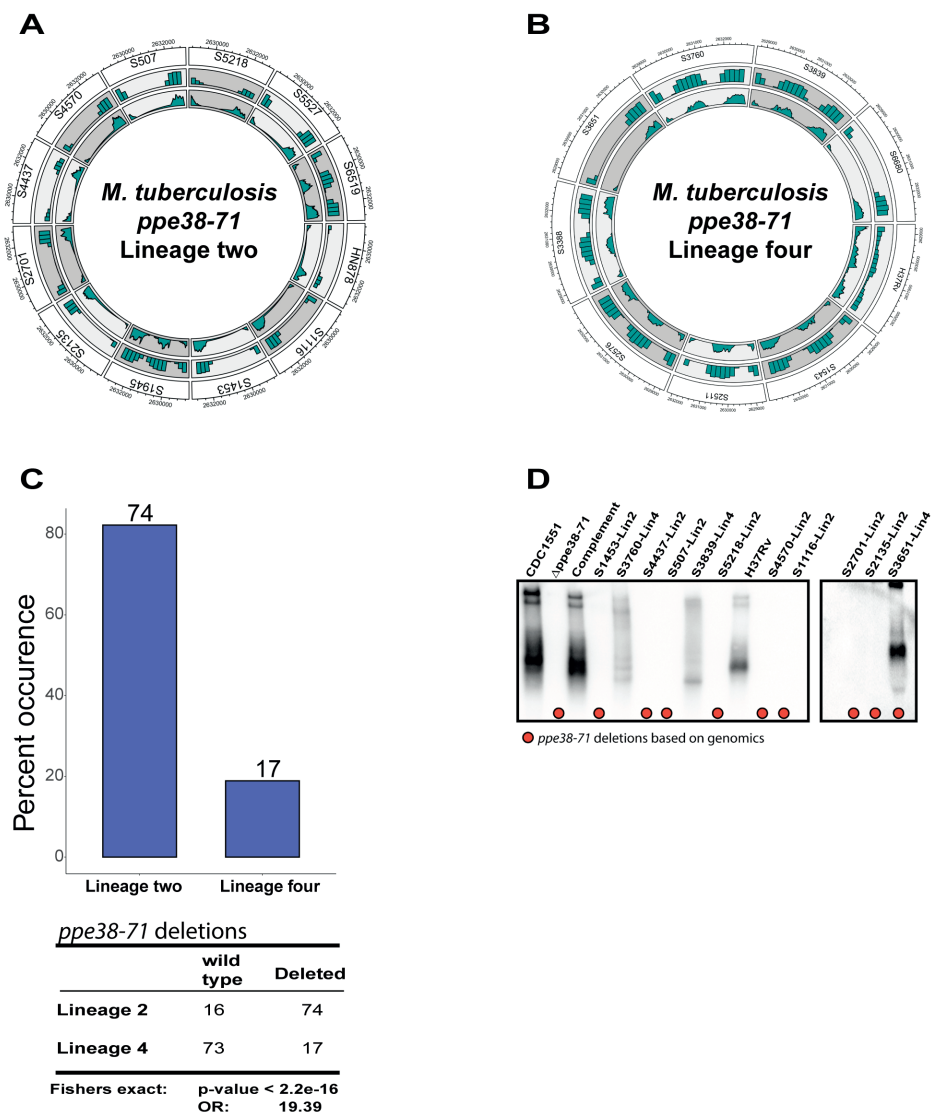 A
B
S507
S5218
S5527
S6519
HN878
S1116
S1453
S1945
S2135
S2701
S4437
S4570
2630000
2632000
M. tuberculosis
ppe38-71
Lineage two
S3760
S3839
S6680
H37Rv
S1543
S2511
S2576
S3388
S3651
M. tuberculosis
ppe38-71
Lineage four
C
Percent occurence
80
60
40
20
0
74
17
Lineage two Lineage four
ppe38-71 deletions
wild type Deleted
Lineage 2 16 74
Lineage 4 73 17
Fishers exact: p-value < 2.2e-16
OR: 19.39
D
CDC1551
Δppe38-71
Complement
S1453-Lin2
S3760-Lin4
S4437-Lin2
S507-Lin2
S3839-Lin4
S5218-Lin2
H37Rv
S4570-Lin2
S1116-Lin2
S2701-Lin2
S2135-Lin2
S3651-Lin4
ppe38-71 deletions based on genomics